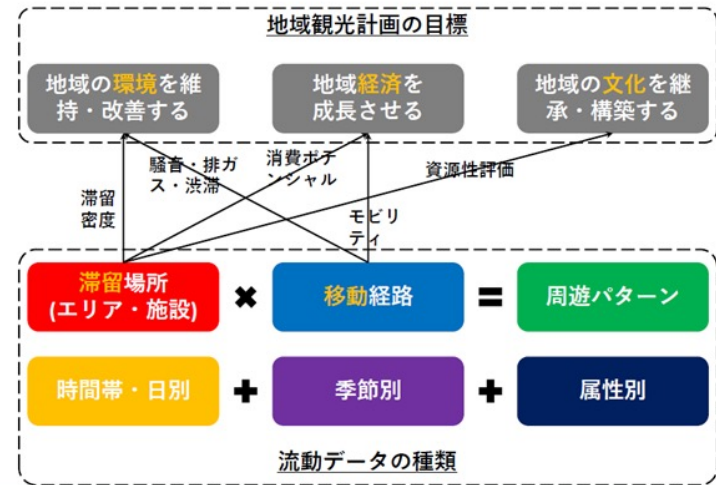 地域観光計画の目標
地域の環境を維
持・改善する
地域経済を
成長させる
地域の文化を継
承・構築する
滞留
密度
騒音・排ガ
ス・渋滞
消費ポテ
ンシャル
モビリ
ティ
資源性評価
滞留場所
(エリア・施設)
×
移動経路
=
周遊パターン
時間帯・日別
+
季節別
+
属性別
流動データの種類